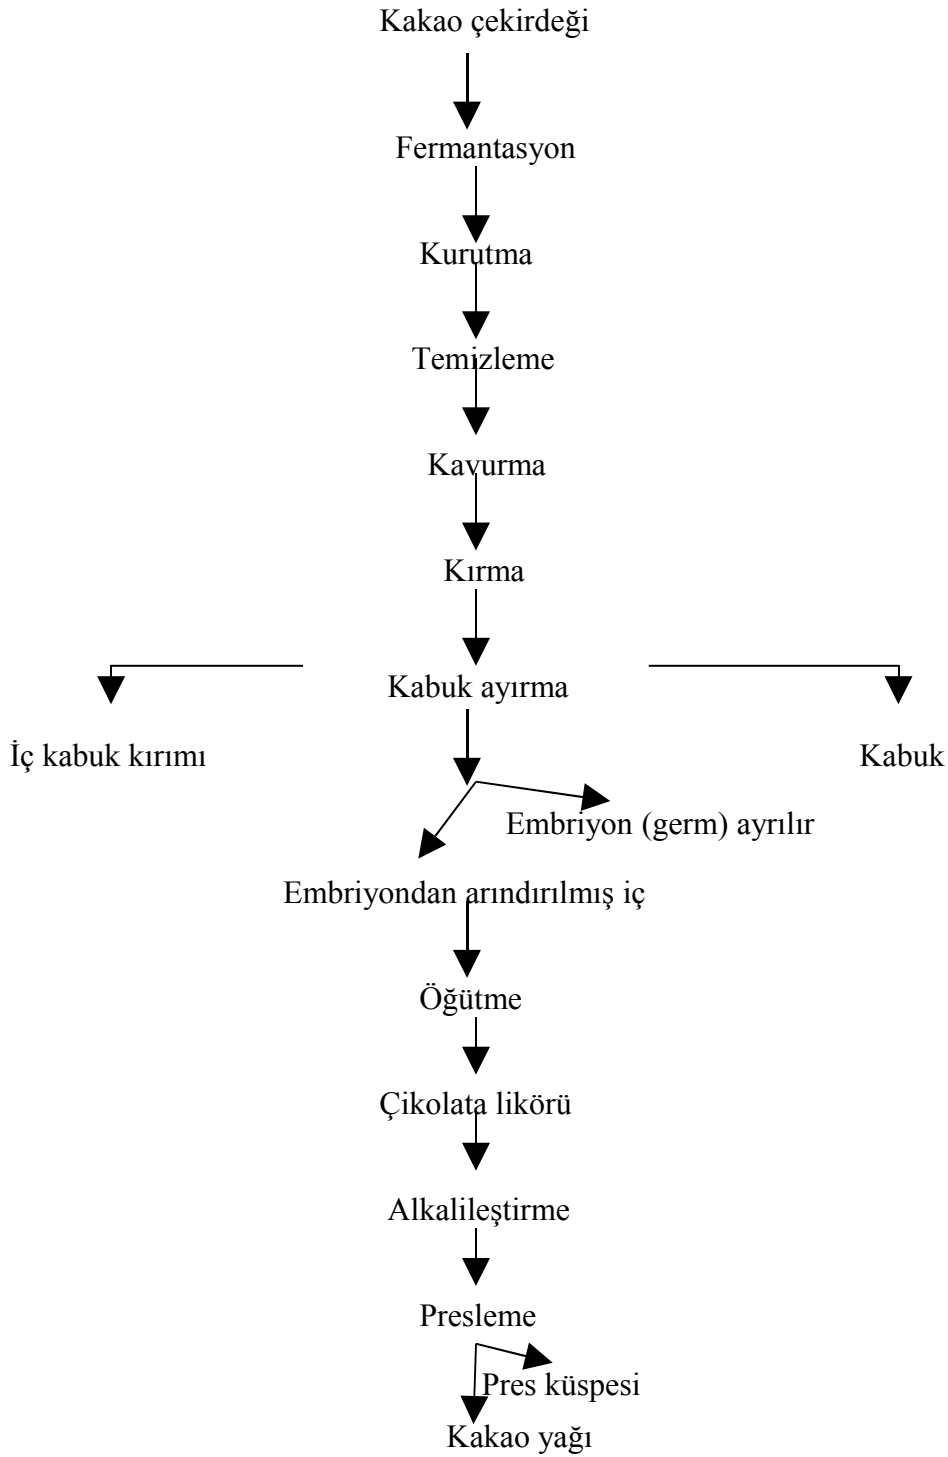 Kakao çekirdeği
Fermantasyon
Kurutma
Temizleme
Kavurma
Kırma
Kabuk ayırma
İç kabuk kırımı
Kabuk
Embriyon (germ) ayrılır
Embriyondan arındırılmış iç
Öğütme
Çikolata likörü
Alkalileştirme
Presleme
Pres küspesi
Kakao yağı